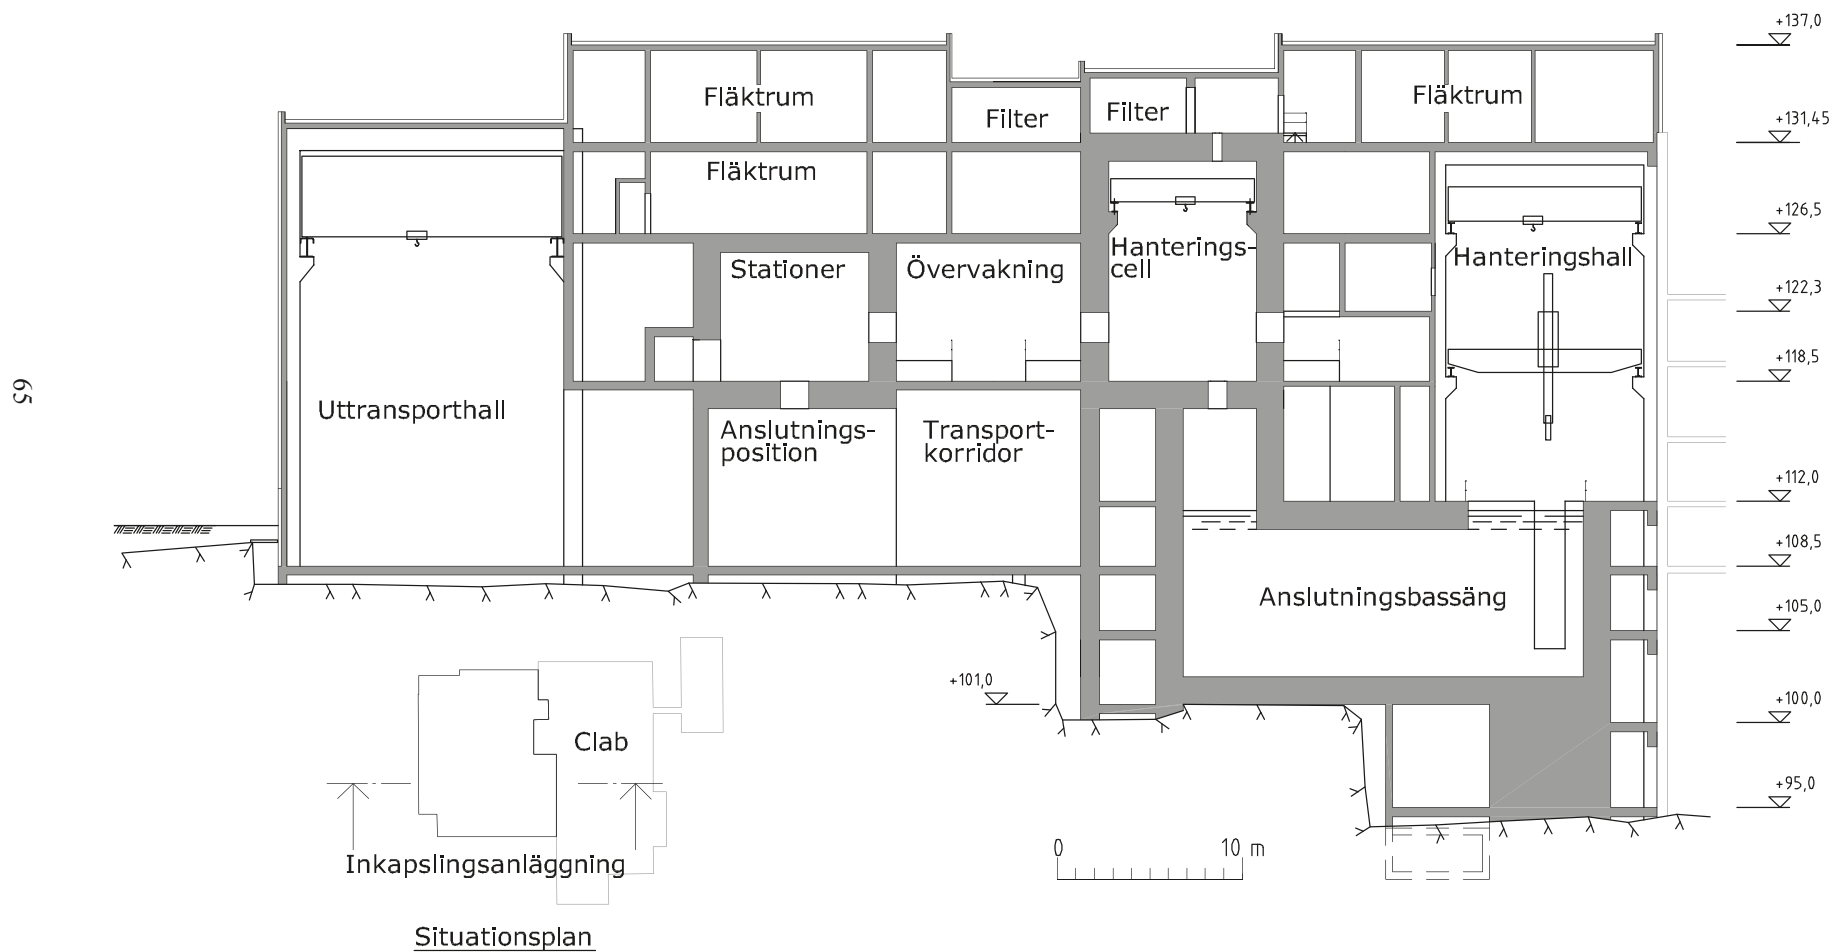 +137,0
Fläktrum
Fläktrum
Filter
Filter
+131,45
Fläktrum
+126,5
Hanterings-
cell
Hanteringshall
Stationer
Övervakning
+122,3
+118,5
65
Uttransporthall
Anslutnings-
position
Transport-
korridor
+112,0
+108,5
Anslutningsbassäng
+105,0
+101,0
+100,0
Clab
+95,0
0
10 m
Inkapslingsanläggning
Situationsplan